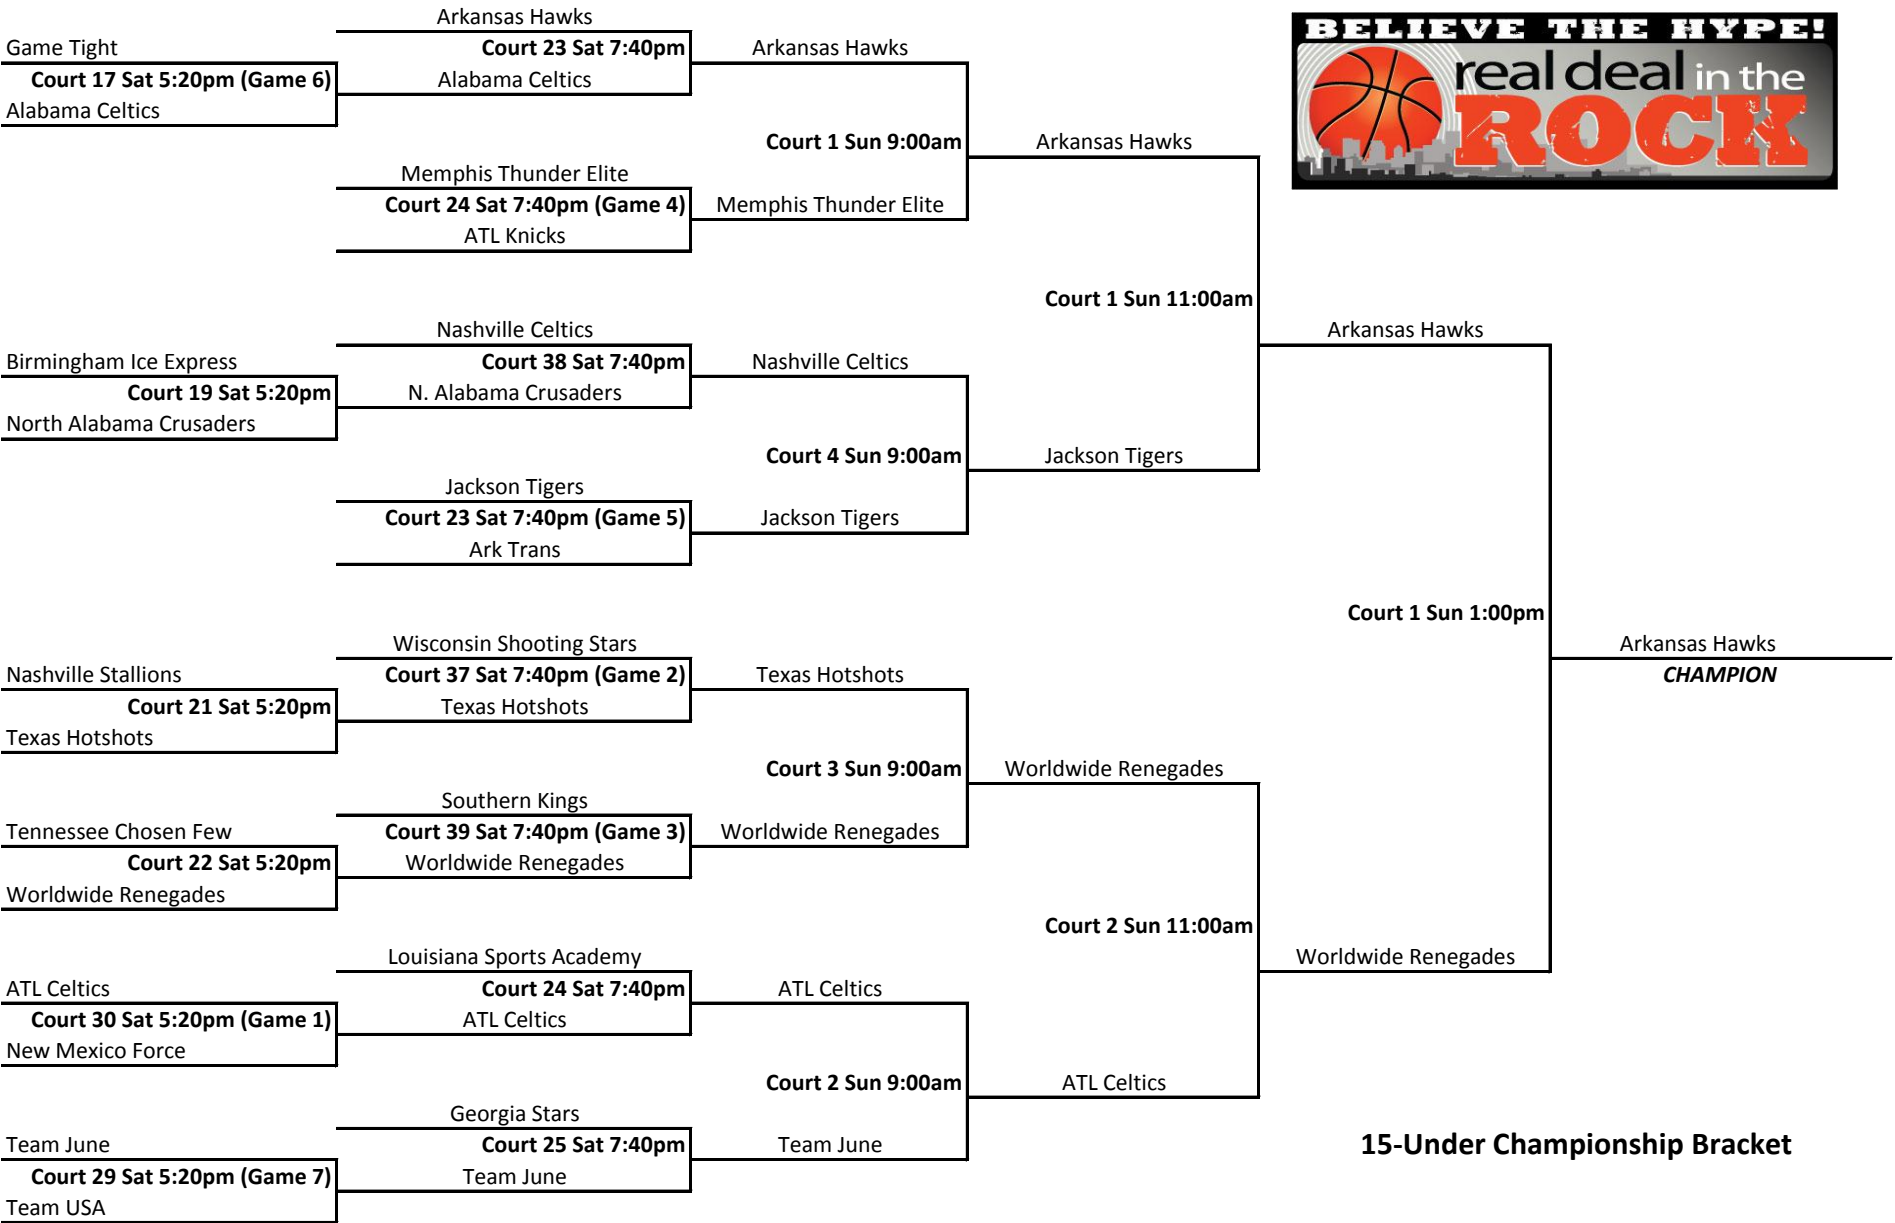 BELIEVE THE HYPE!
real deal in the
ROCK
Arkansas Hawks
Game Tight
Court 23 Sat 7:40pm
Arkansas Hawks
Court 17 Sat 5:20pm (Game 6)
Alabama Celtics
Alabama Celtics
Court 1 Sun 9:00am
Arkansas Hawks
Memphis Thunder Elite
Court 24 Sat 7:40pm (Game 4)
Memphis Thunder Elite
ATL Knicks
Court 1 Sun 11:00am
Nashville Celtics
Arkansas Hawks
Birmingham Ice Express
Court 38 Sat 7:40pm
Nashville Celtics
Court 19 Sat 5:20pm
N. Alabama Crusaders
North Alabama Crusaders
Court 4 Sun 9:00am
Jackson Tigers
Jackson Tigers
Court 23 Sat 7:40pm (Game 5)
Jackson Tigers
Ark Trans
Court 1 Sun 1:00pm
Wisconsin Shooting Stars
Arkansas Hawks
Nashville Stallions
Court 37 Sat 7:40pm (Game 2)
Texas Hotshots
CHAMPION
Court 21 Sat 5:20pm
Texas Hotshots
Texas Hotshots
Court 3 Sun 9:00am
Worldwide Renegades
Southern Kings
Tennessee Chosen Few
Court 39 Sat 7:40pm (Game 3)
Worldwide Renegades
Court 22 Sat 5:20pm
Worldwide Renegades
Worldwide Renegades
Court 2 Sun 11:00am
Louisiana Sports Academy
Worldwide Renegades
ATL Celtics
Court 24 Sat 7:40pm
ATL Celtics
Court 30 Sat 5:20pm (Game 1)
ATL Celtics
New Mexico Force
Court 2 Sun 9:00am
ATL Celtics
Georgia Stars
Team June
Court 25 Sat 7:40pm
Team June
15-Under Championship Bracket
Court 29 Sat 5:20pm (Game 7)
Team June
Team USA